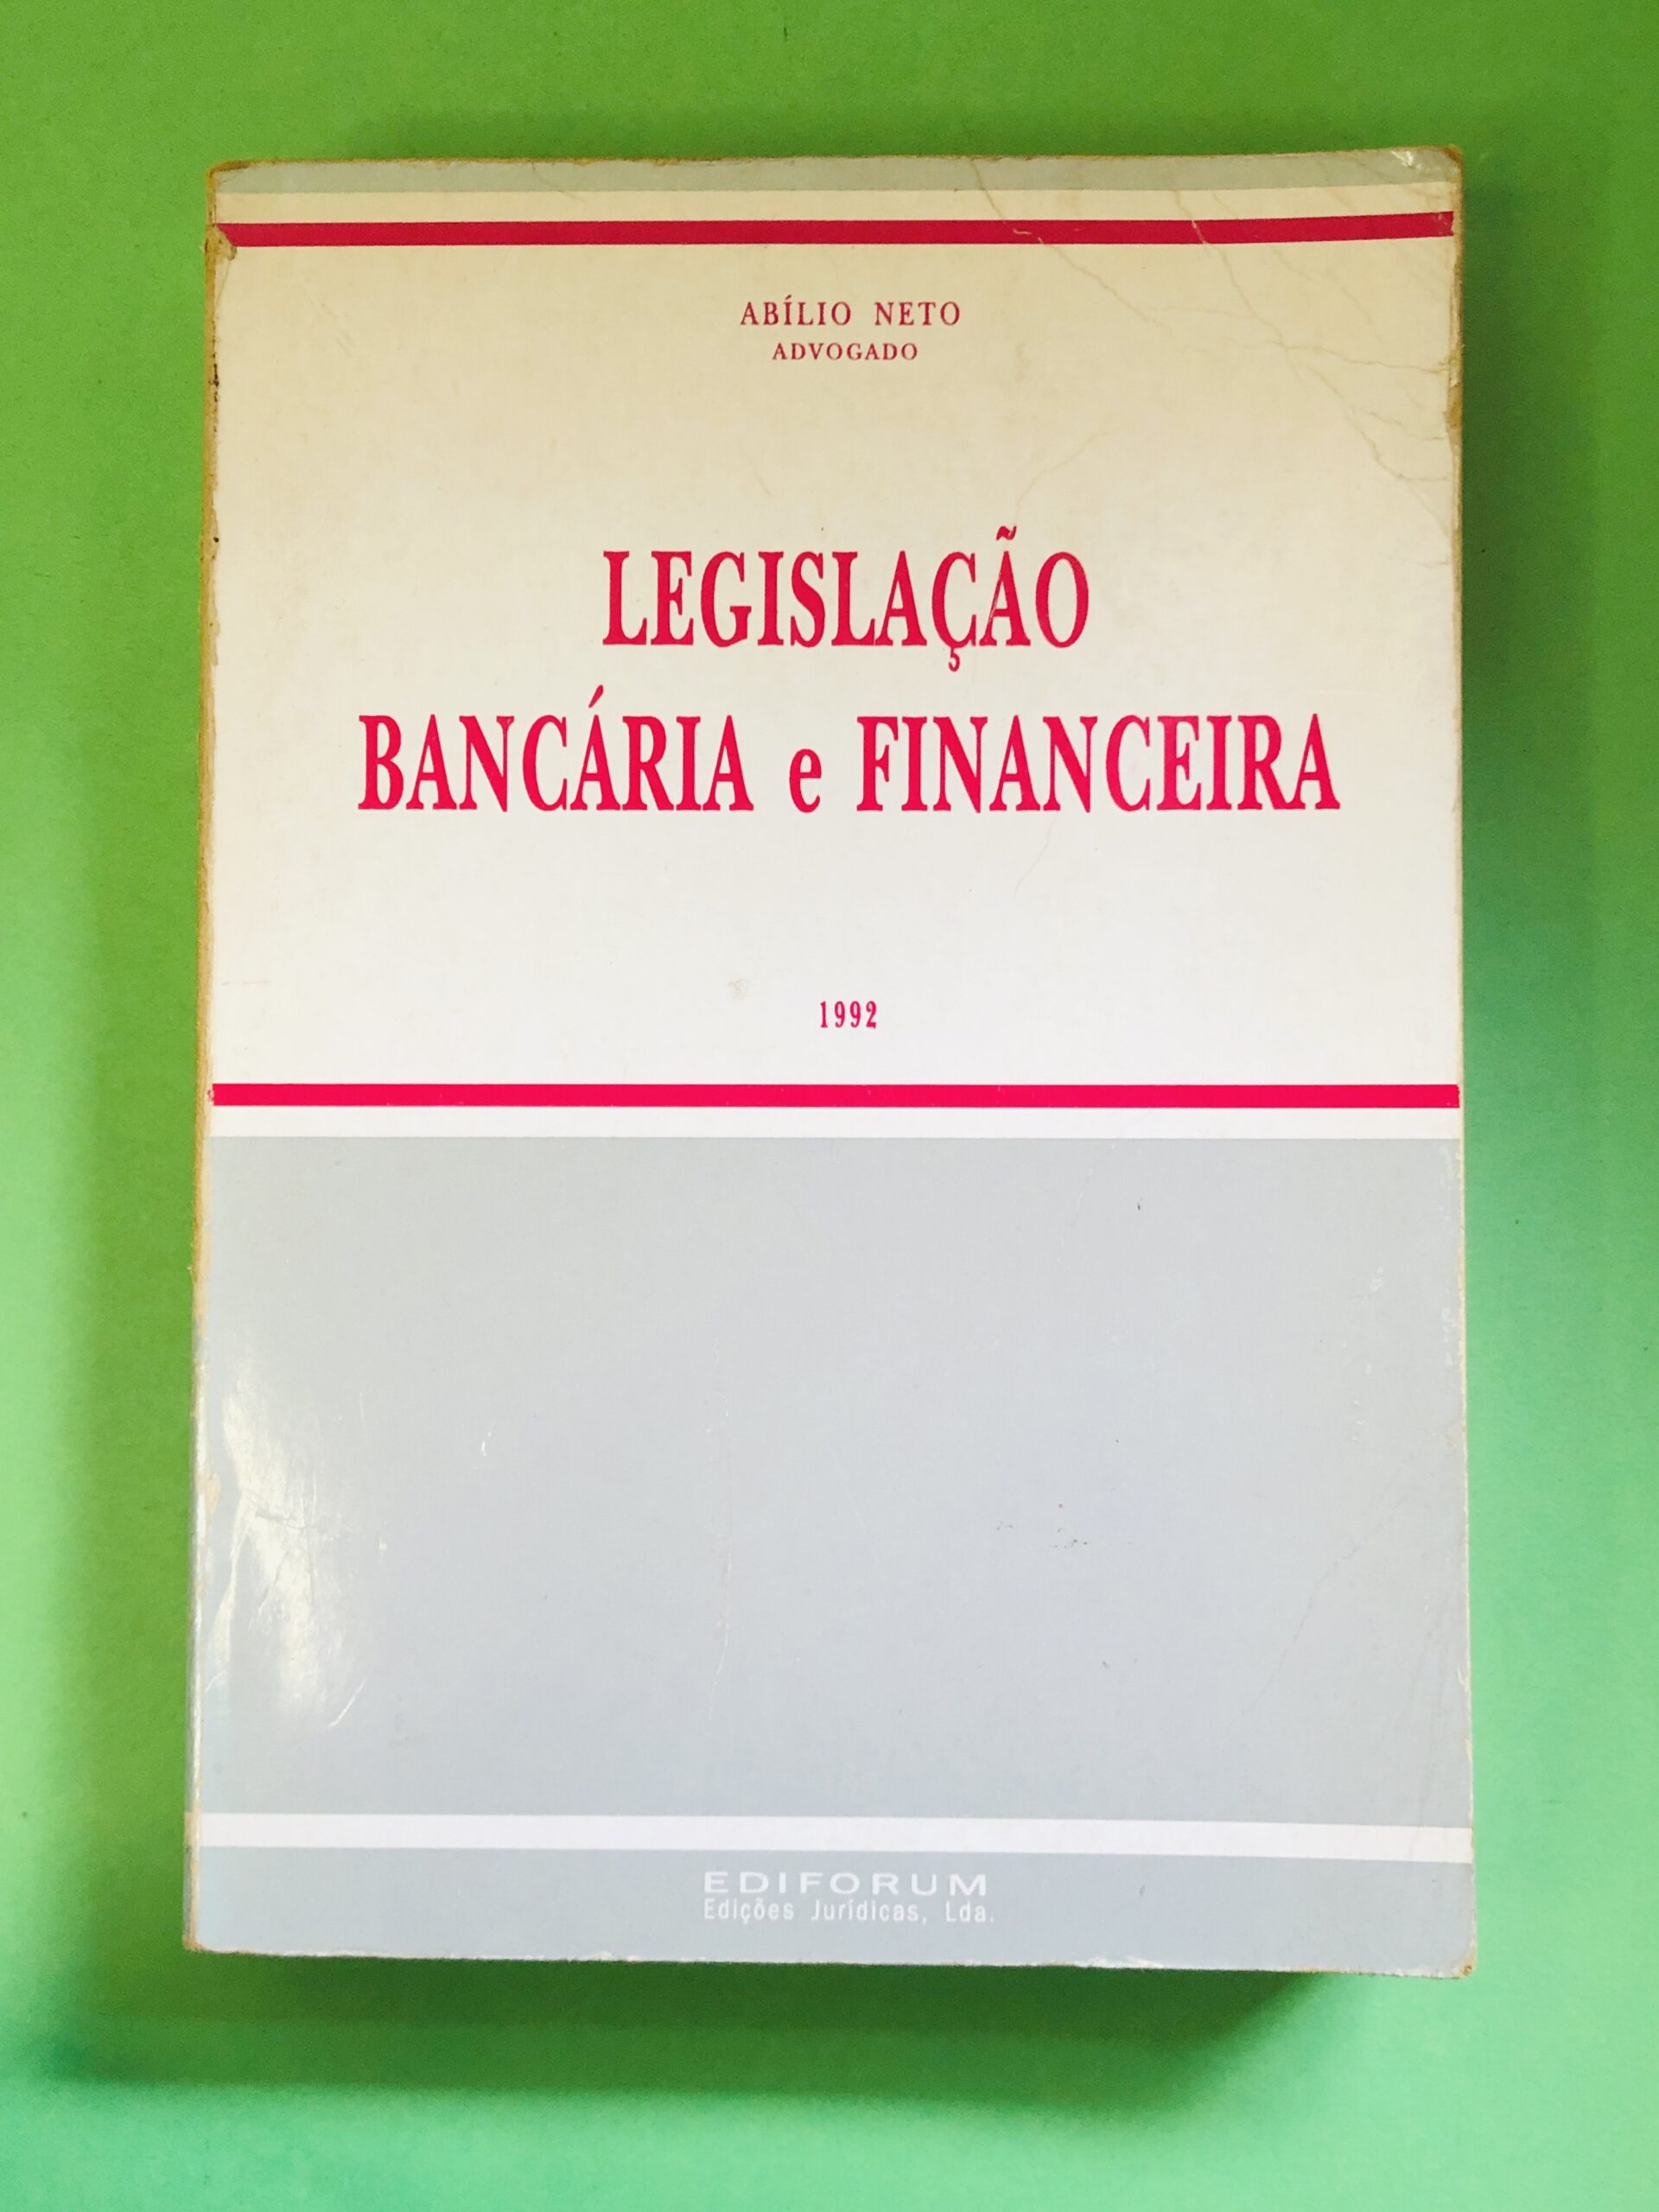 ABÍLIO NETO
ADVOGADO
LEGISLAÇÃO
BANCÁRIA e FINANCEIRA
1992
EDIFORUM
Edições Jurídicas, Lda.